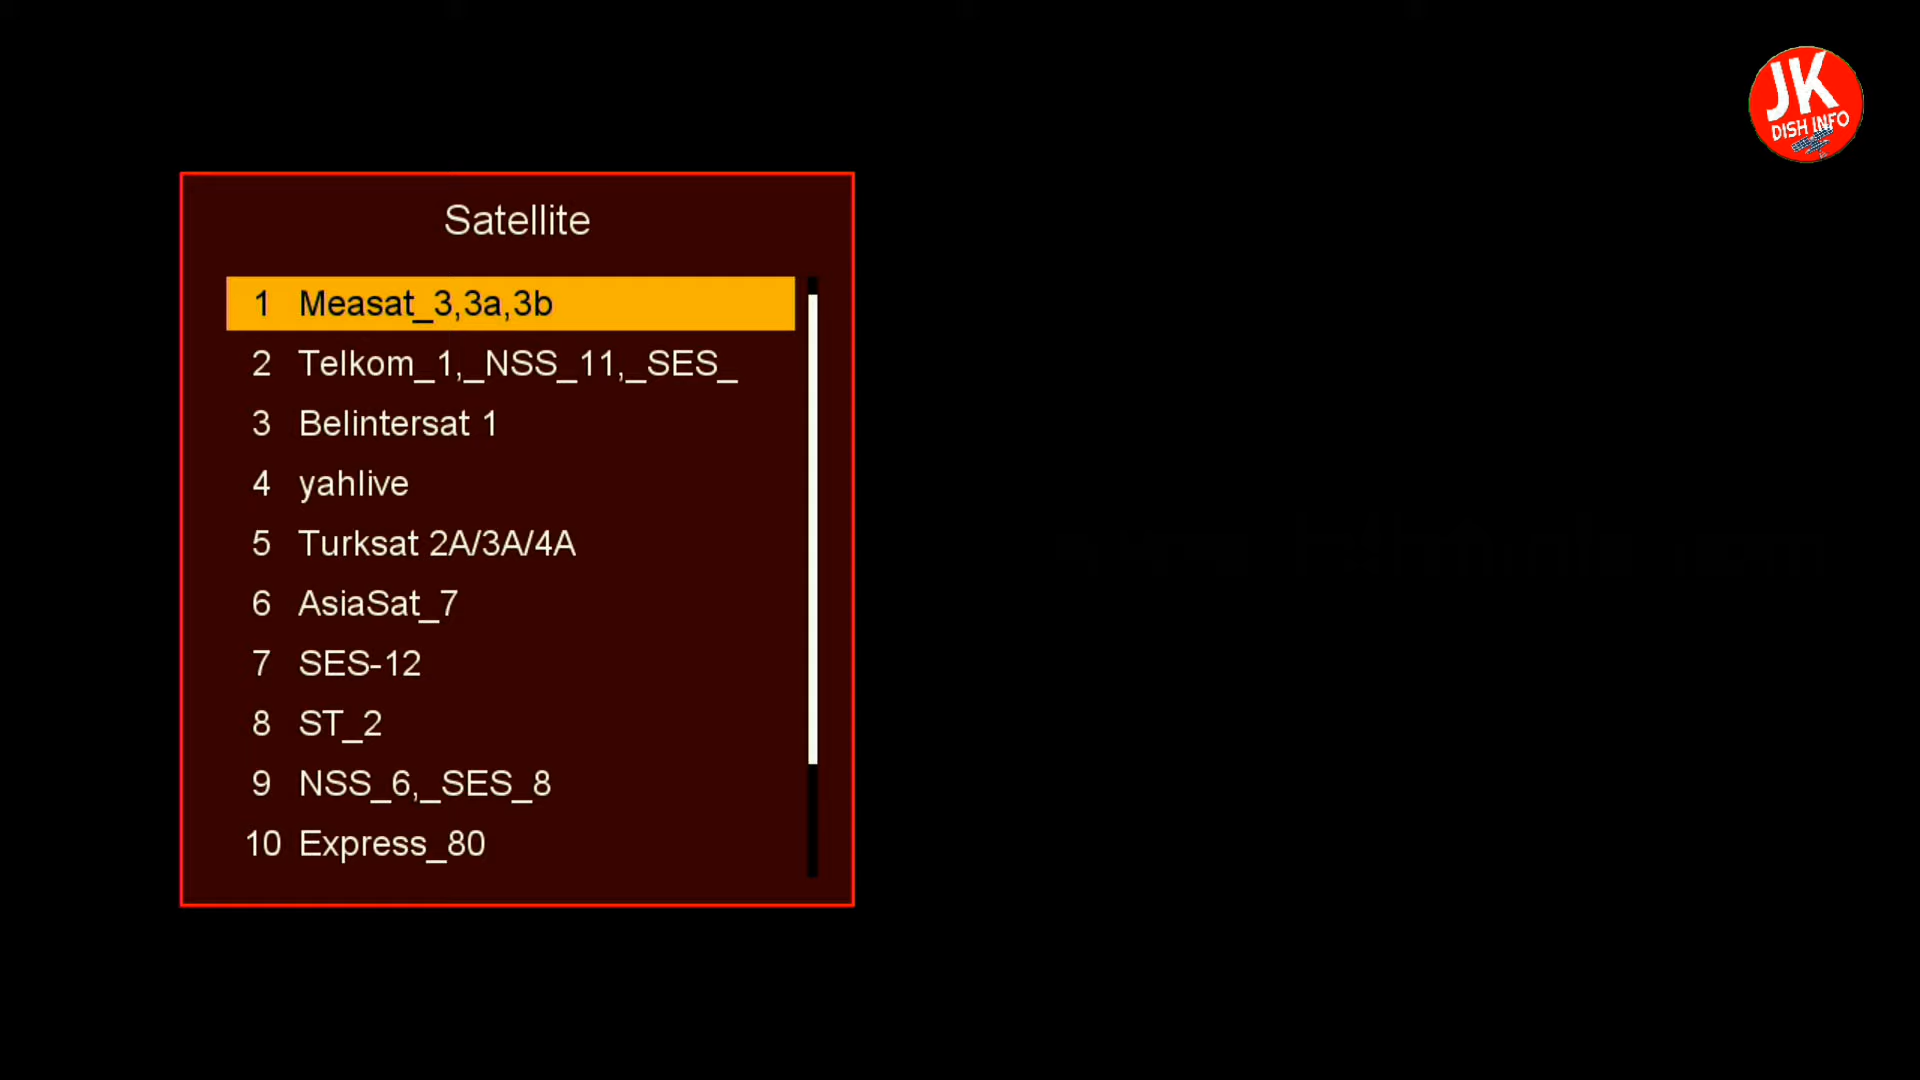 JK
DISH INFO
Satellite
1 Measat_3,3a,3b
2 Telkom_1,_NSS_11,_SES_
3 Belintersat 1
4 yahlive
5 Turksat 2A/3A/4A
6 AsiaSat_7
7 SES-12
8 ST_2
9 NSS_6,_SES_8
10 Express_80